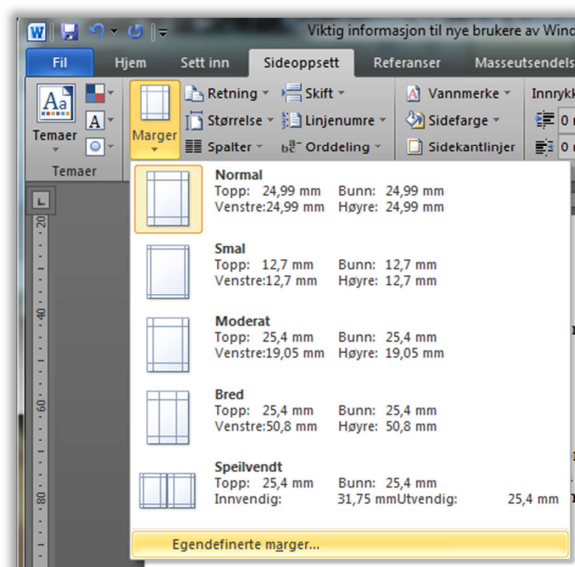 Viktig informasjon til nye brukere av Wind
Fil Hjem Sett inn Sideoppsett Referanser Masseutsendels
Aa Temaer A Marger Retning Skift Vannmerke Innrykk
Størrelse Linjenumre Sidefarge 0
Spalter Orddeling Sidekantlinjer 0
Temaer
Normal
Topp: 24,99 mm Bunn: 24,99 mm
Venstre:24,99 mm Høyre: 24,99 mm
Smal
Topp: 12,7 mm Bunn: 12,7 mm
Venstre:12,7 mm Høyre: 12,7 mm
Moderat
Topp: 25,4 mm Bunn: 25,4 mm
Venstre:19,05 mm Høyre: 19,05 mm
Bred
Topp: 25,4 mm Bunn: 25,4 mm
Venstre:50,8 mm Høyre: 50,8 mm
Speilvendt
Topp: 25,4 mm Bunn: 25,4 mm
Innvendig: 31,75 mmUtvendig: 25,4 mm
Egendefinerte marger...
20
40
60
80